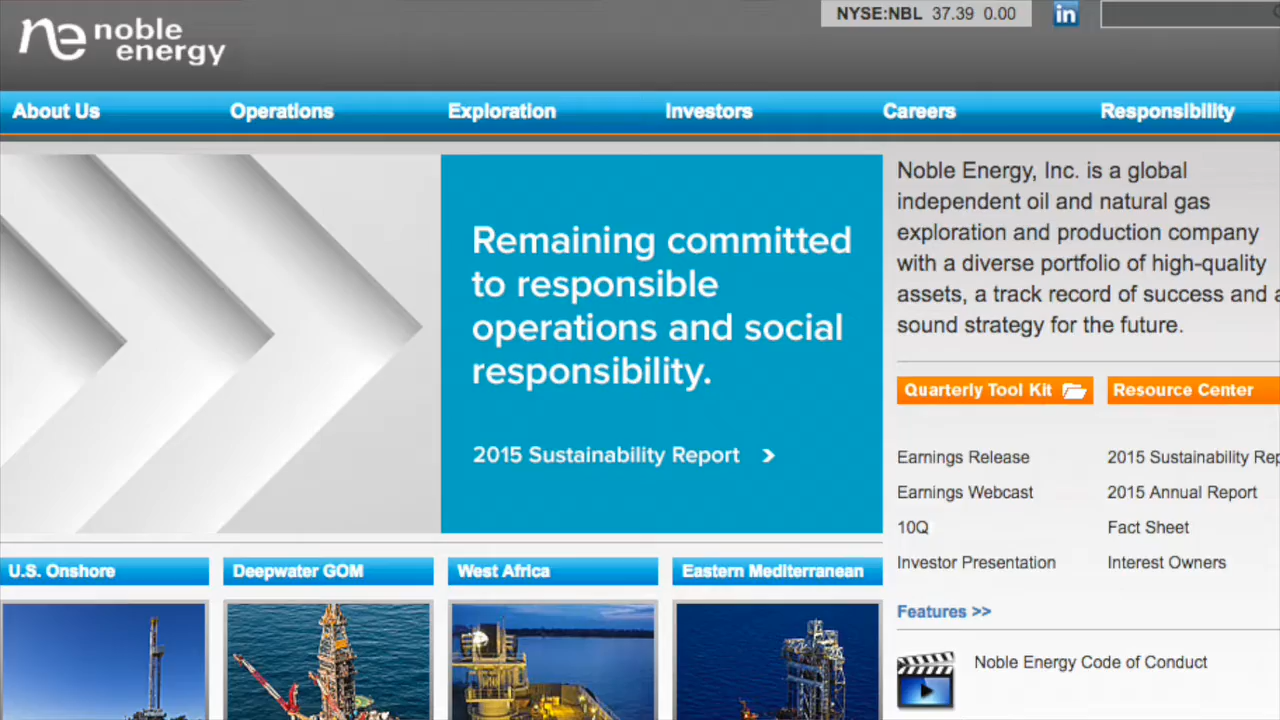 noble
energy
NYSE:NBL 37.39 0.00
in
About Us
Operations
Exploration
Investors
Careers
Responsibility
Remaining committed
to responsible
operations and social
responsibility.
2015 Sustainability Report
Noble Energy, Inc. is a global
independent oil and natural gas
exploration and production company
with a diverse portfolio of high-quality
assets, a track record of success and a
sound strategy for the future.
Quarterly Tool Kit
Resource Center
Earnings Release
2015 Sustainability Rep
Earnings Webcast
2015 Annual Report
10Q
Fact Sheet
Investor Presentation
Interest Owners
Features >>
Noble Energy Code of Conduct
U.S. Onshore
Deepwater GOM
West Africa
Eastern Mediterranean